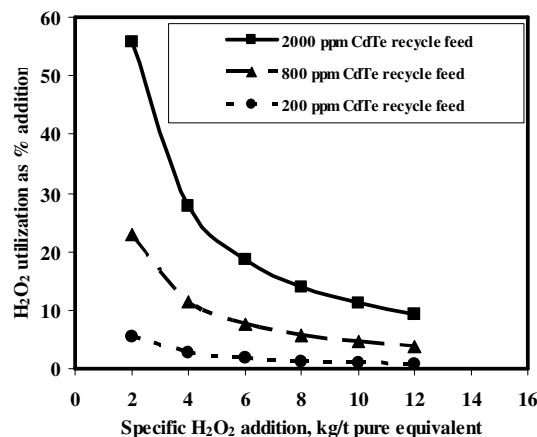 60
50
40
30
20
10
0
H₂O₂ utilization as % addition
2000 ppm CdTe recycle feed
800 ppm CdTe recycle feed
200 ppm CdTe recycle feed
0 2 4 6 8 10 12 14 16
Specific H₂O₂ addition, kg/t pure equivalent